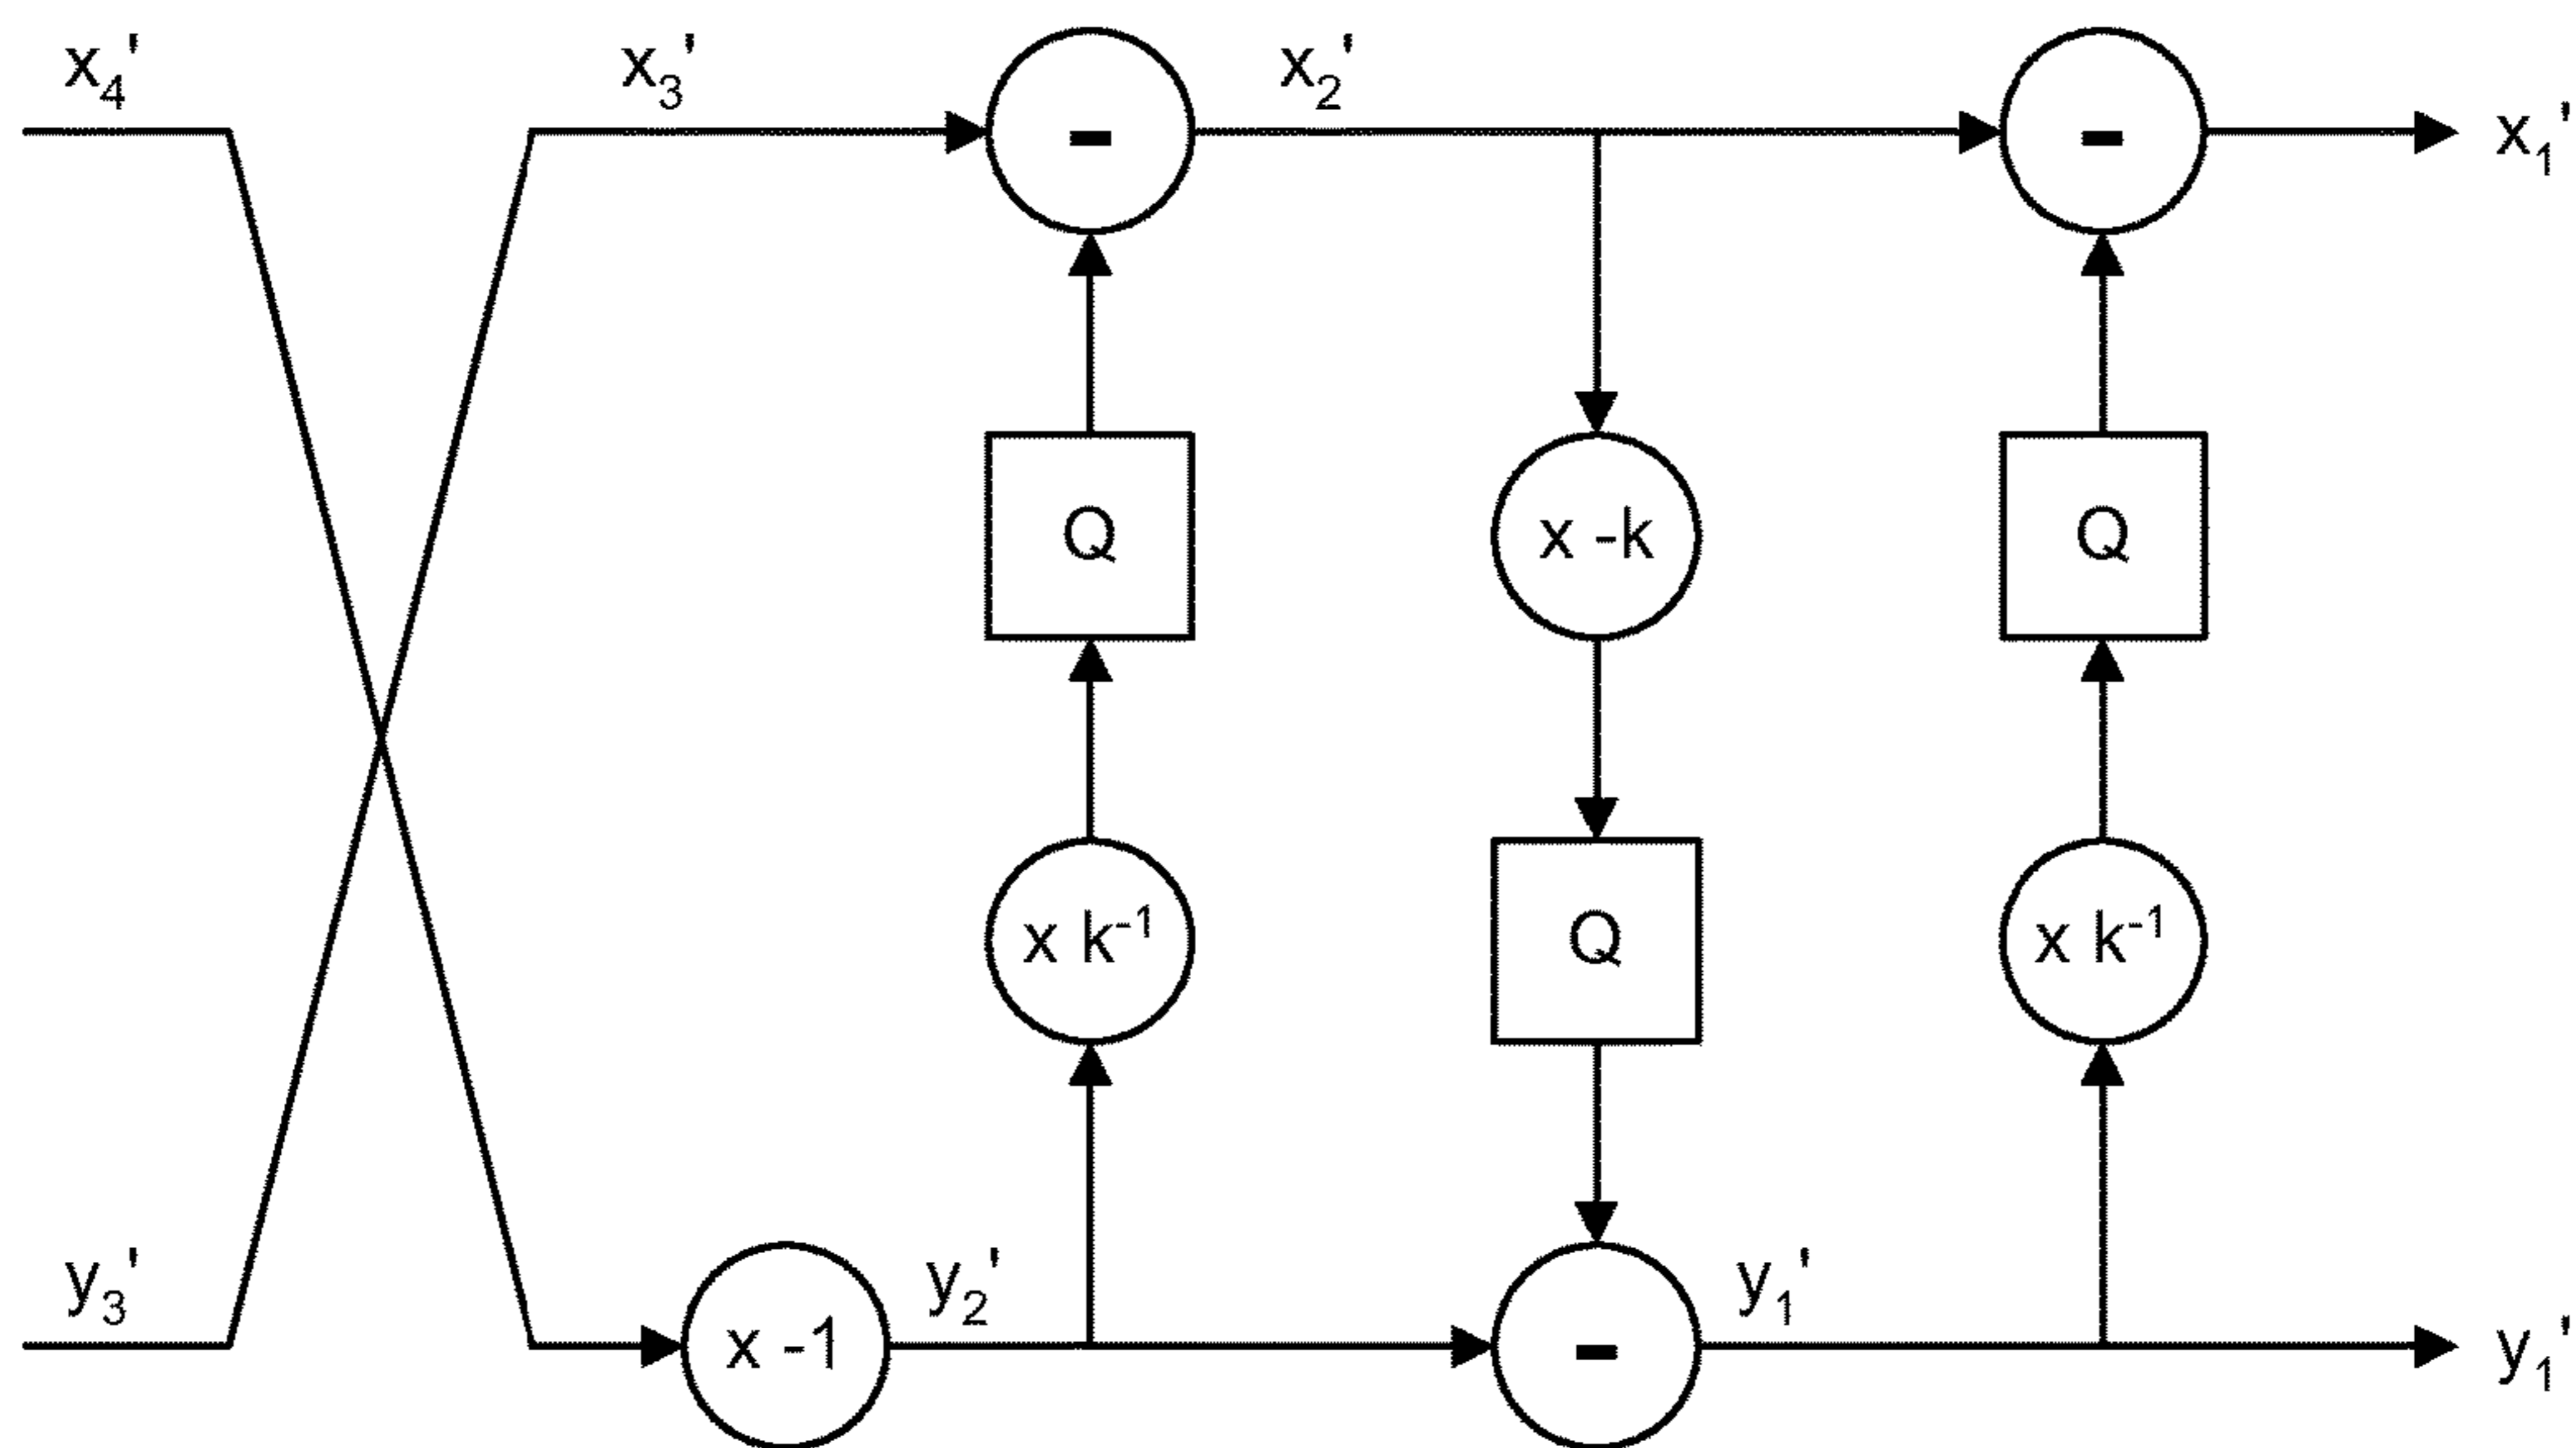 x₄' x₃' - x₂' - x₁'
Q x -k Q
x k⁻¹ Q x k⁻¹
y₃' x -1 y₂' - y₁' y₁'